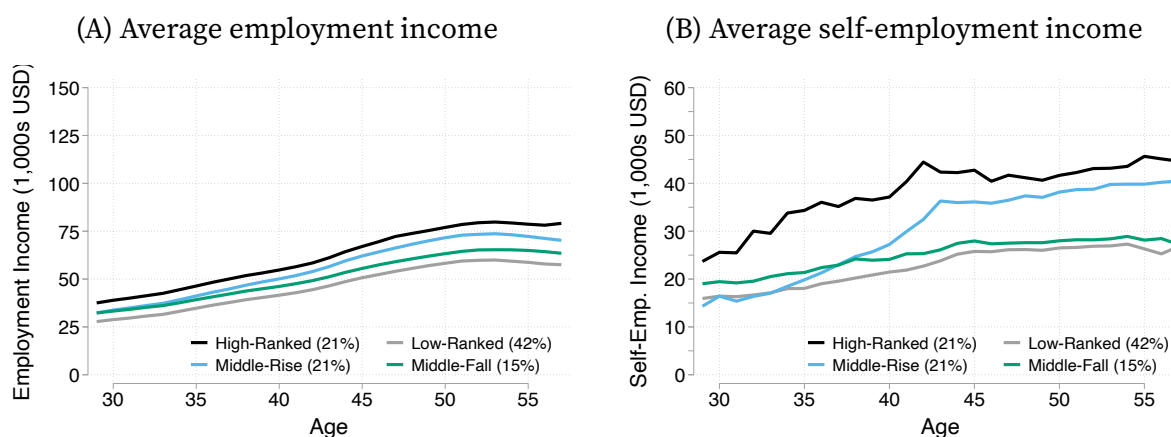 (A) Average employment income
Employment Income (1,000s USD)
150
125
100
75
50
25
0
High-Ranked (21%)
Low-Ranked (42%)
Middle-Rise (21%)
Middle-Fall (15%)
30 35 40 45 50 55
Age
(B) Average self-employment income
Self-Emp. Income (1,000s USD)
60
50
40
30
20
10
0
High-Ranked (21%)
Low-Ranked (42%)
Middle-Rise (21%)
Middle-Fall (15%)
30 35 40 45 50 55
Age